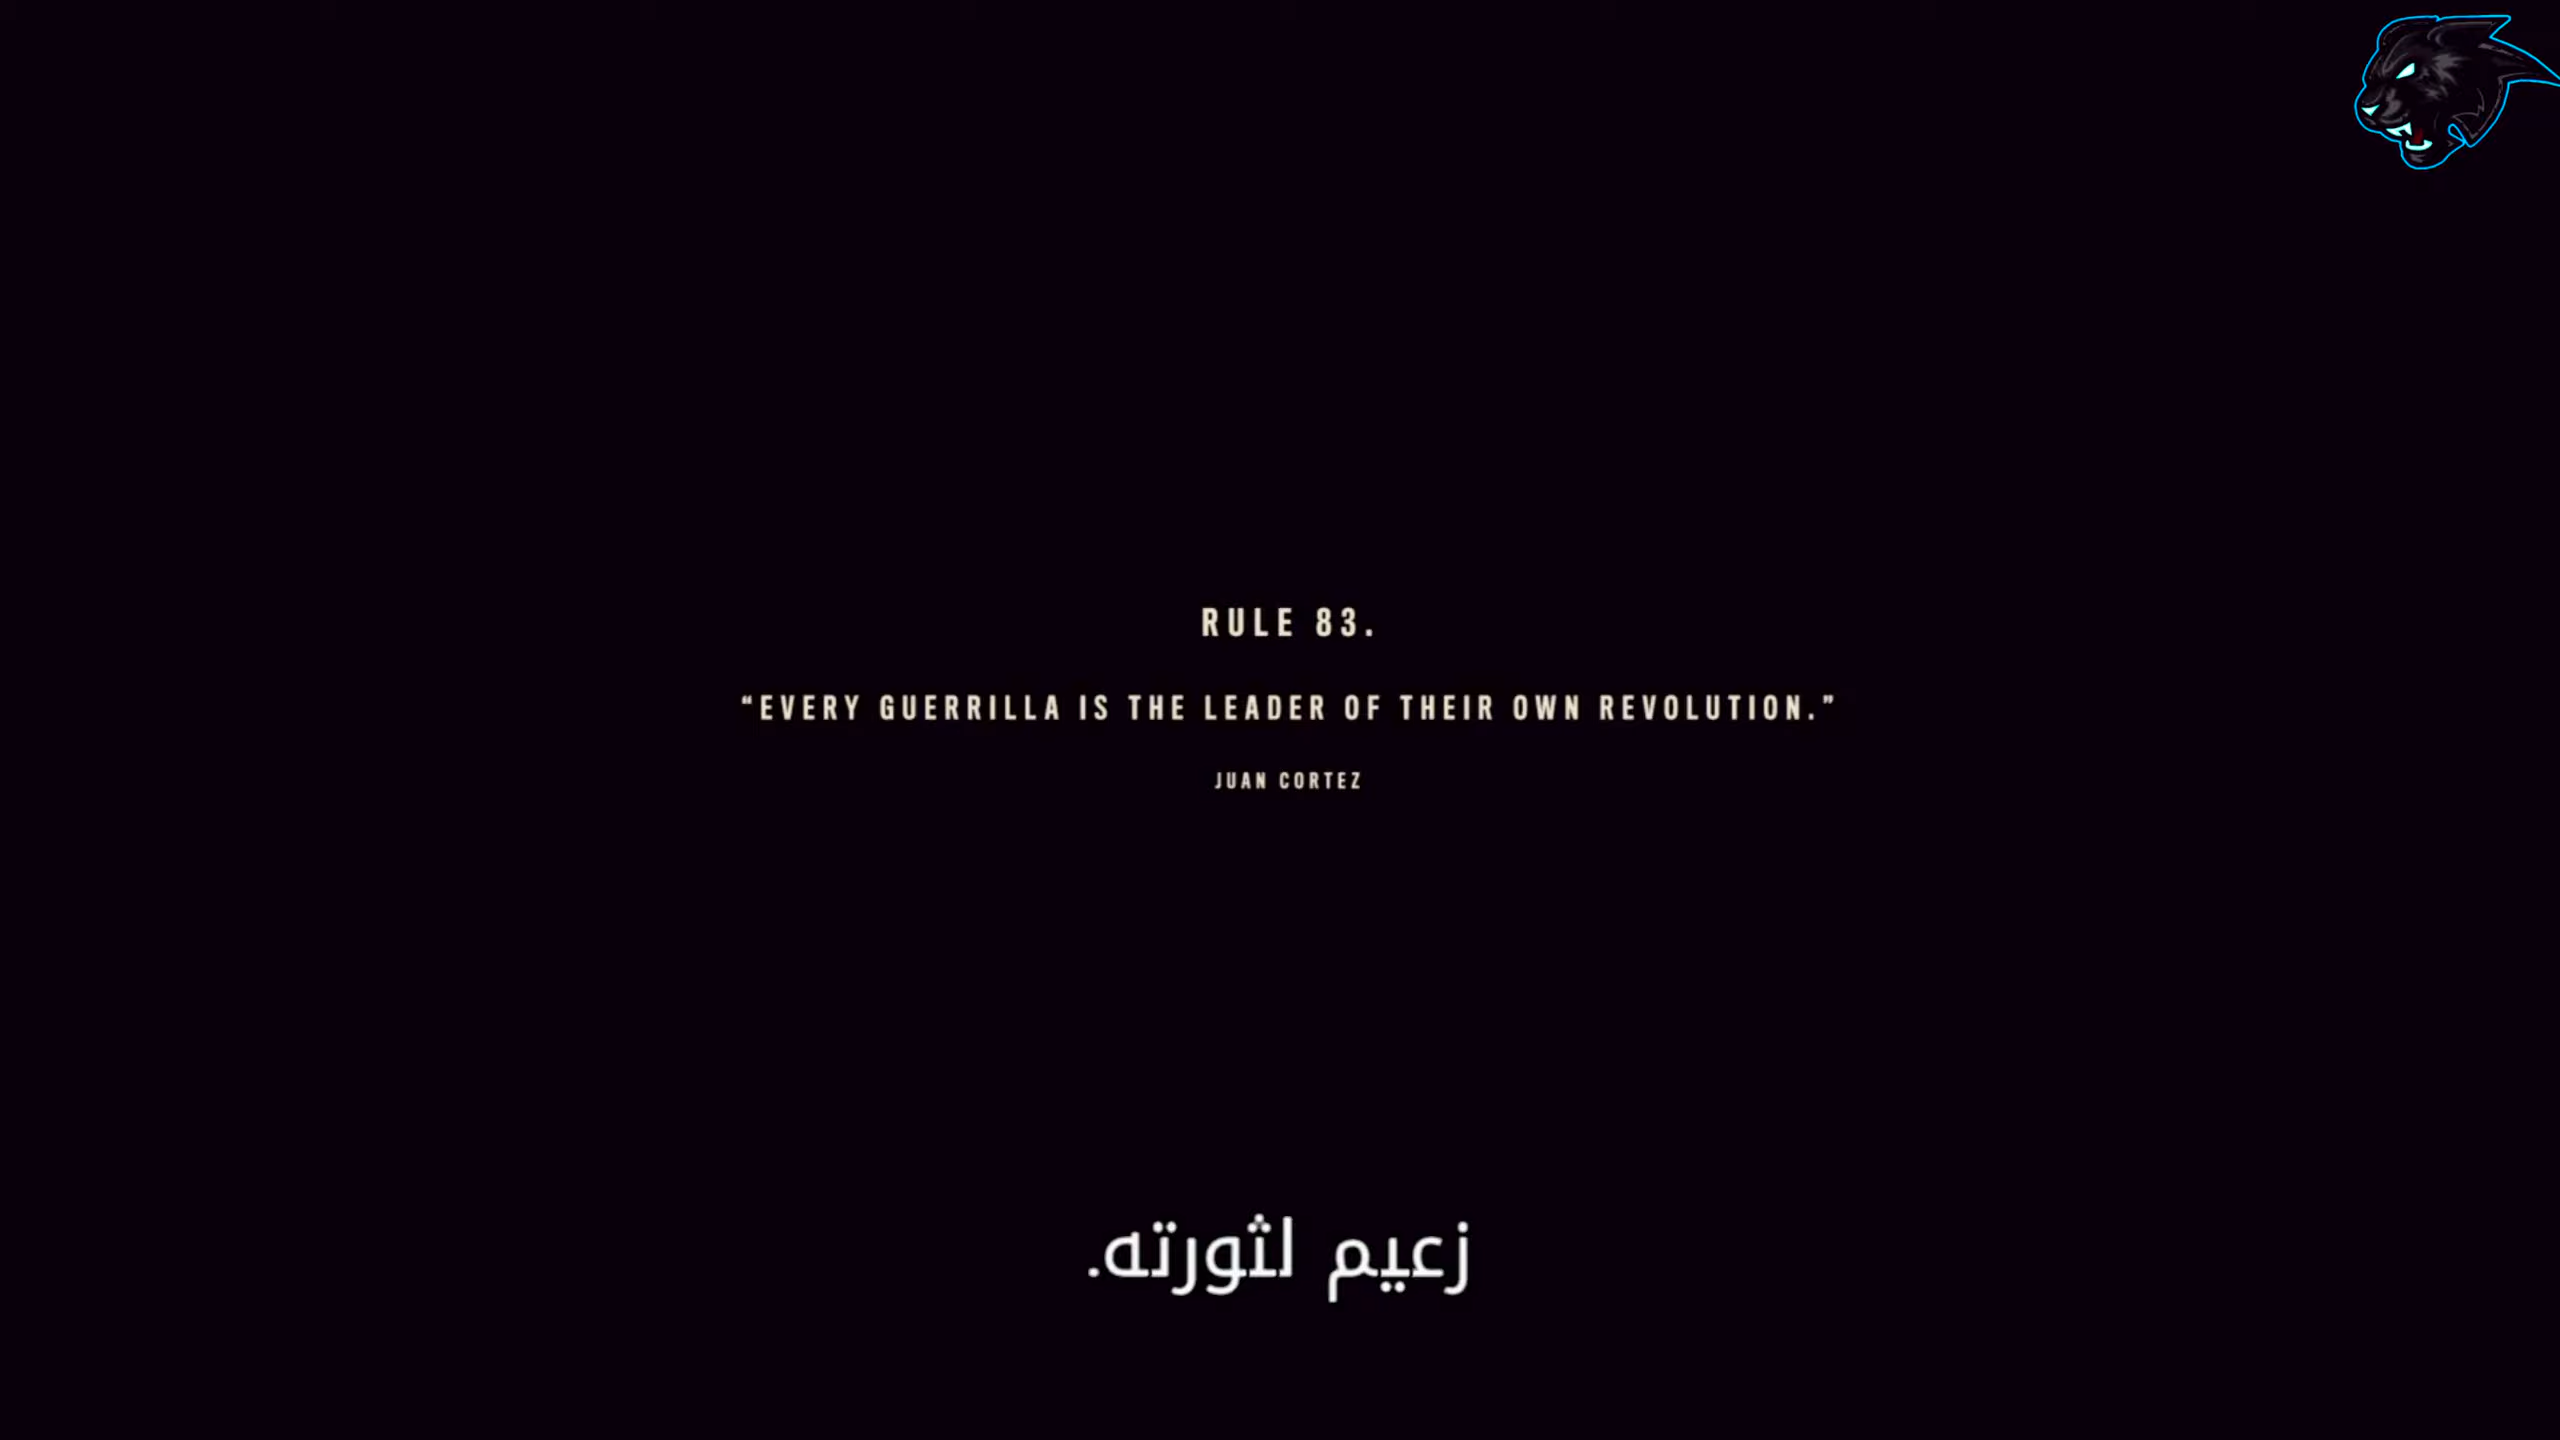 RULE 83.
“EVERY GUERRILLA IS THE LEADER OF THEIR OWN REVOLUTION.”
JUAN CORTEZ
زعيم لثورته.